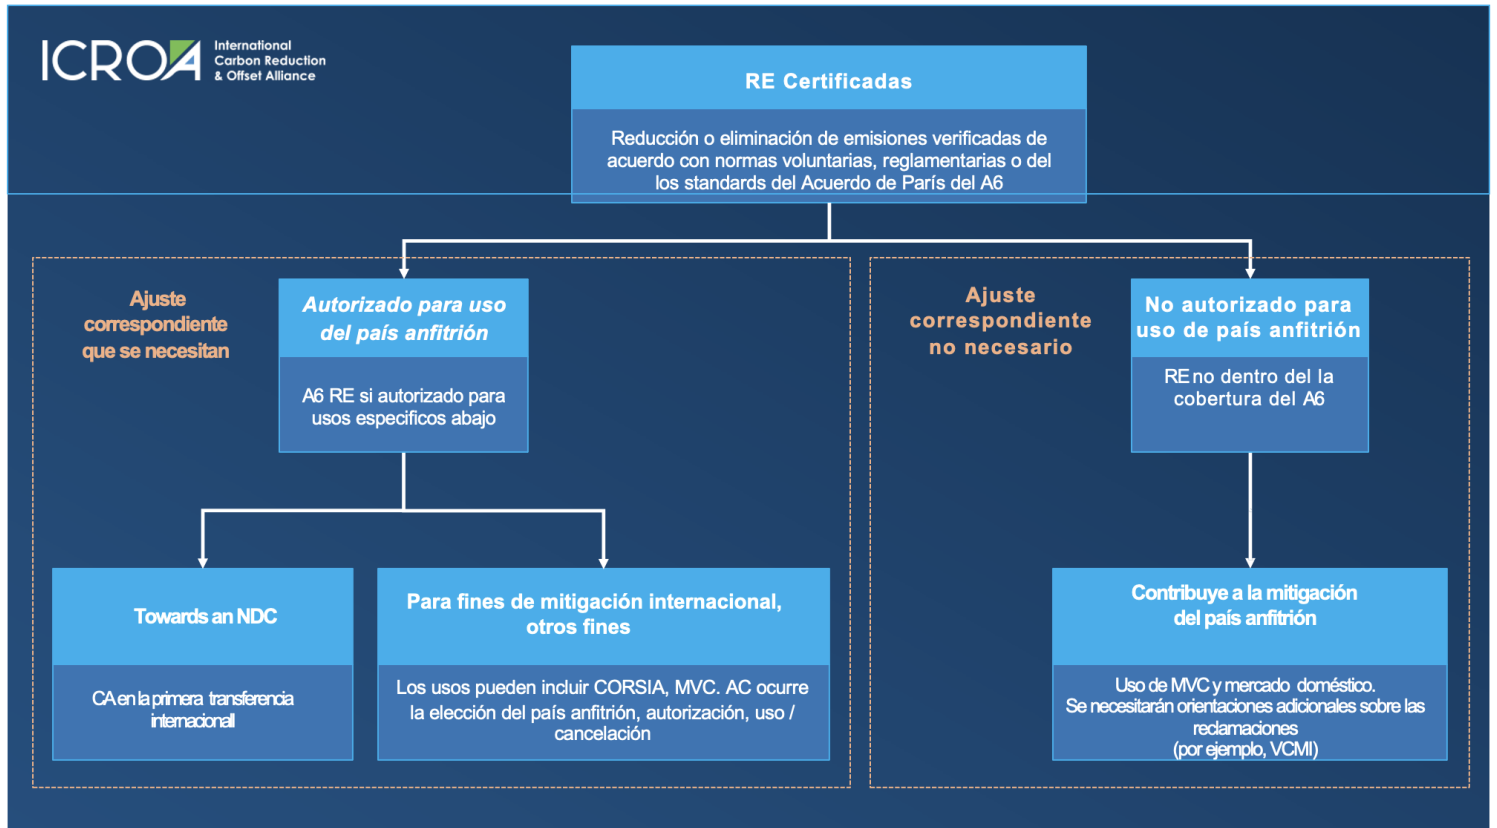 ICROA
International
Carbon Reduction
& Offset Alliance
RE Certificadas
Reducción o eliminación de emisiones verificadas de
acuerdo con normas voluntarias, reglamentarias o del
los standards del Acuerdo de París del A6
Ajuste
correspondiente
que se necesitan
Autorizado para uso
del país anfitrión
A6 RE si autorizado para
usos especificos abajo
Ajuste
correspondiente
no necesario
No autorizado para
uso de país anfitrión
RE no dentro del la
cobertura del A6
Towards an NDC
CA en la primera transferencia
internacionall
Para fines de mitigación internacional,
otros fines
Los usos pueden incluir CORSIA, MVC. AC ocurre
la elección del país anfitrión, autorización, uso /
cancelación
Contribuye a la mitigación
del país anfitrión
Uso de MVC y mercado doméstico.
Se necesitarán orientaciones adicionales sobre las
reclamaciones
(por ejemplo, VCMI)